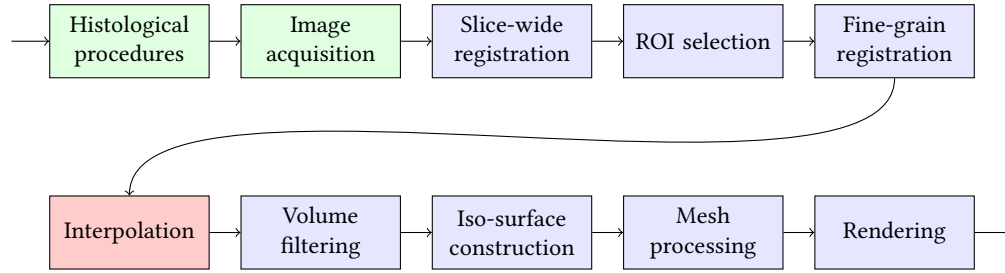 Histological
procedures
Image
acquisition
Slice-wide
registration
ROI selection
Fine-grain
registration
Interpolation
Volume
filtering
Iso-surface
construction
Mesh
processing
Rendering